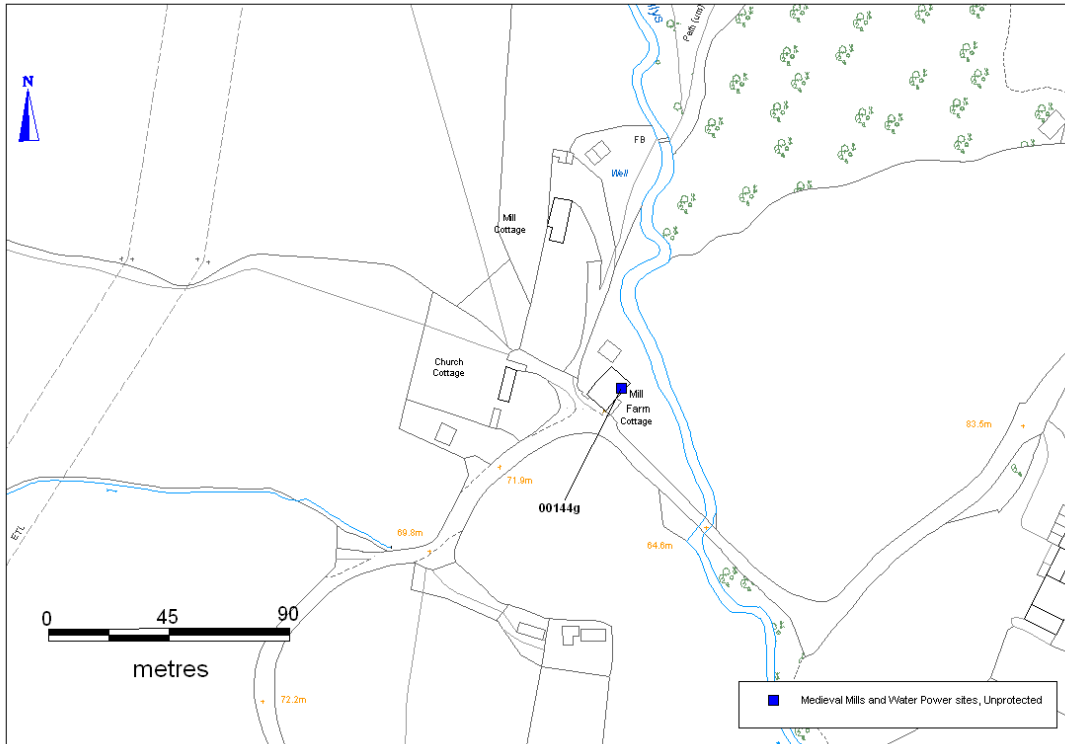 Path (um)
N
FB
Well
Mill
Cottage
Church
Cottage
Mill
Farm
Cottage
83.5m
71.9m
00144g
69.8m
64.6m
ETL
0 45 90
metres
72.2m
Medieval Mills and Water Power sites, Unprotected